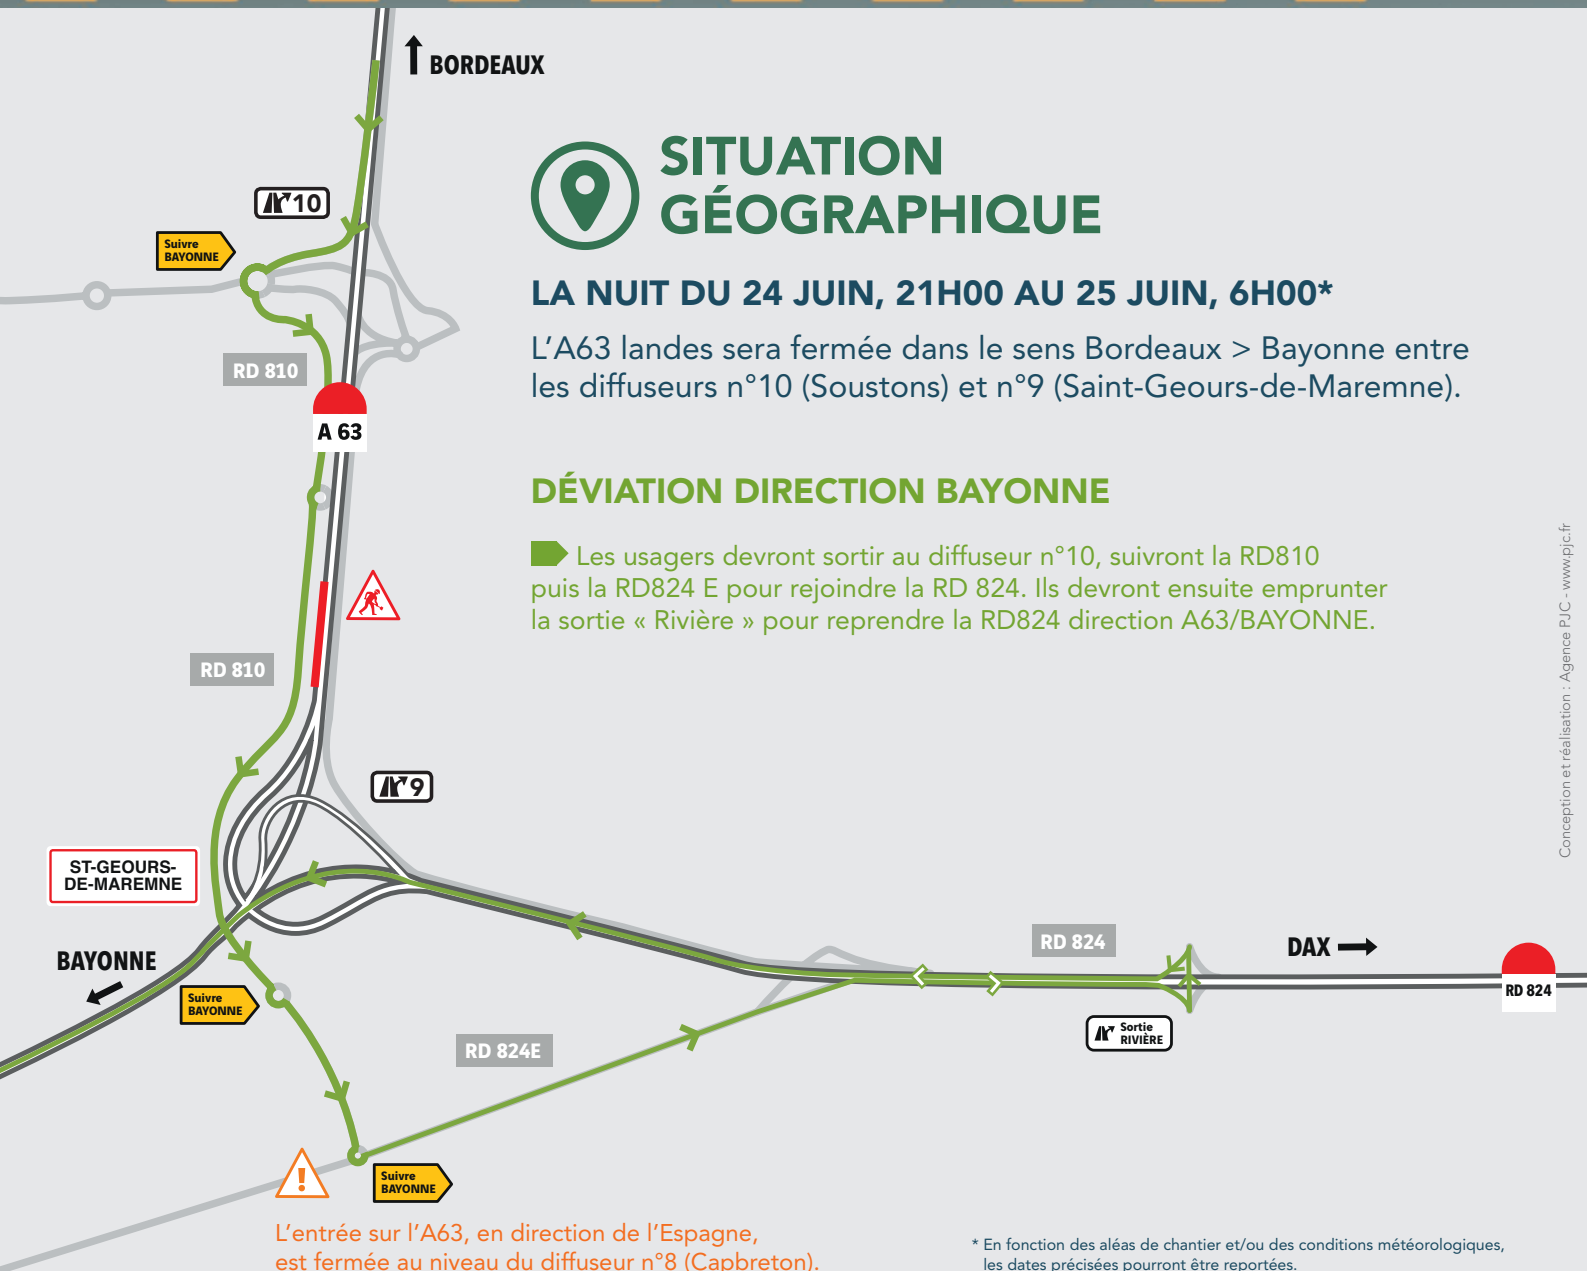 BORDEAUX
SITUATION
GÉOGRAPHIQUE
10
Suivre
BAYONNE
LA NUIT DU 24 JUIN, 21H00 AU 25 JUIN, 6H00*
L'A63 landes sera fermée dans le sens Bordeaux > Bayonne entre
les diffuseurs n°10 (Soustons) et n°9 (Saint-Geours-de-Maremne).
RD 810
A 63
DÉVIATION DIRECTION BAYONNE
Les usagers devront sortir au diffuseur n°10, suivront la RD810
puis la RD824 E pour rejoindre la RD 824. Ils devront ensuite emprunter
la sortie « Rivière » pour reprendre la RD824 direction A63/BAYONNE.
Conception et réalisation : Agence PJC - www.pjc.fr
RD 810
9
ST-GEOURS-
DE-MAREMNE
BAYONNE
RD 824
DAX
RD 824
Suivre
BAYONNE
Sortie
RIVIÈRE
RD 824E
!
Suivre
BAYONNE
L'entrée sur l'A63, en direction de l'Espagne,
est fermée au niveau du diffuseur n°8 (Capbreton).
* En fonction des aléas de chantier et/ou des conditions météorologiques,
les dates précisées pourront être reportées.